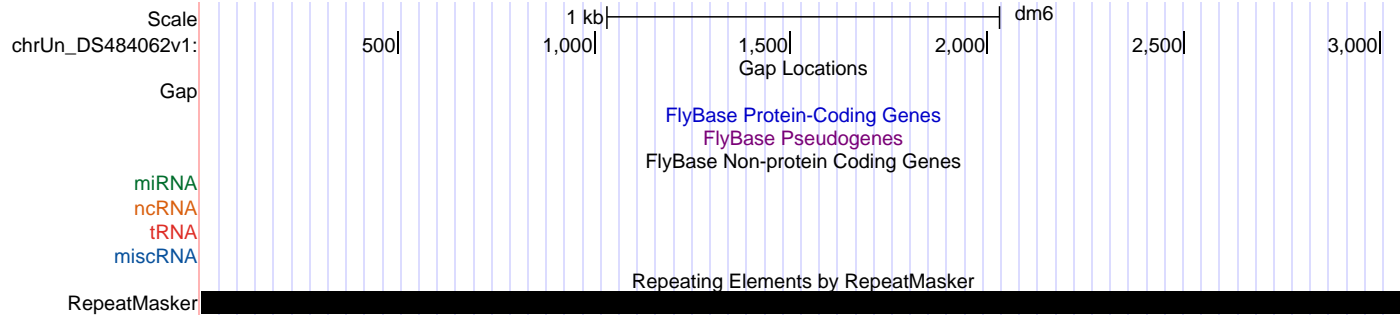 Scale 1 kb dm6
chrUn_DS484062v1: 500 1,000 1,500 2,000 2,500 3,000
Gap Locations
Gap
FlyBase Protein-Coding Genes
FlyBase Pseudogenes
FlyBase Non-protein Coding Genes
miRNA
ncRNA
tRNA
miscRNA
Repeating Elements by RepeatMasker
RepeatMasker